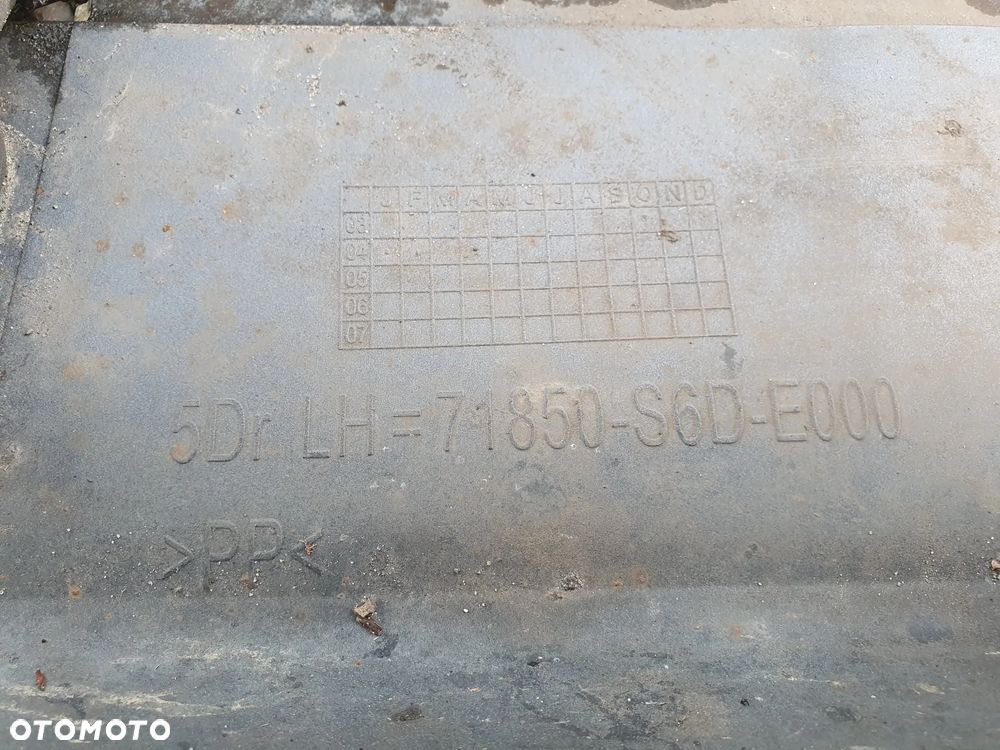 J F M A M J J A S O N D
03
04
05
06
07
5Dr LH = 71850-S6D-E000
>PP<
OTOMOTO